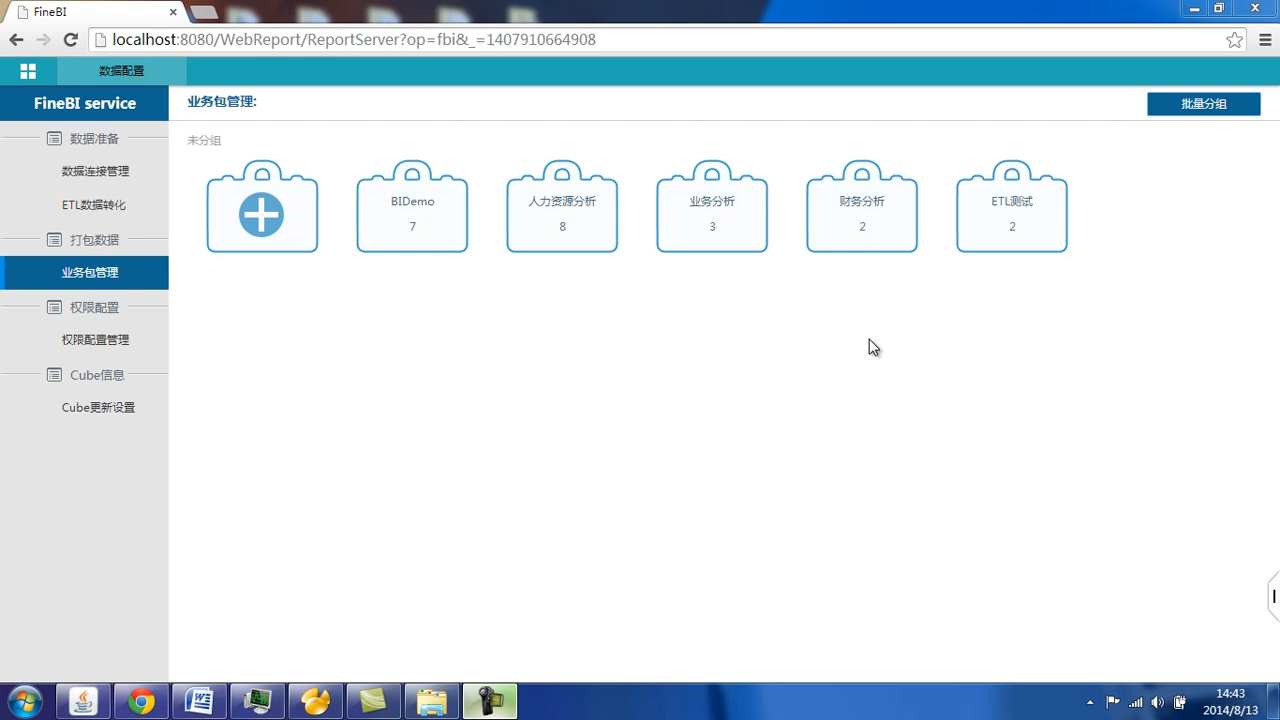 FineBI
localhost:8080/WebReport/ReportServer?op=fbi&_=1407910664908
数据配置
FineBI service
业务包管理:
批量分组
数据准备
未分组
数据连接管理
ETL数据转化
打包数据
业务包管理
权限配置
权限配置管理
Cube信息
Cube更新设置
BIDemo
7
人力资源分析
8
业务分析
3
财务分析
2
ETL测试
2
14:43
2014/8/13